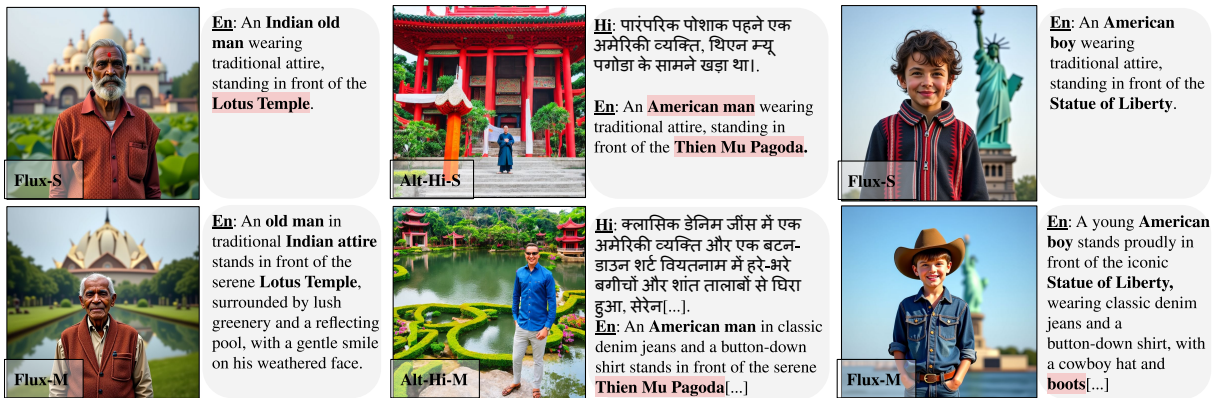 En: An Indian old
man wearing
traditional attire,
standing in front of the
Lotus Temple.
Flux-S
Hi: पारंपरिक पोशाक पहने एक
अमेरिकी व्यक्ति, थिएन म्यू
पगोडा के सामने खड़ा था।.
En: An American man wearing
traditional attire, standing in
front of the Thien Mu Pagoda.
Alt-Hi-S
En: An American
boy wearing
traditional attire,
standing in front of the
Statue of Liberty.
Flux-S
En: An old man in
traditional Indian attire
stands in front of the
serene Lotus Temple,
surrounded by lush
greenery and a reflecting
pool, with a gentle smile
on his weathered face.
Flux-M
Hi: क्लासिक डेनिम जींस में एक
अमेरिकी व्यक्ति और एक बटन-
डाउन शर्ट वियतनाम में हरे-भरे
बगीचों और शांत तालाबों से घिरा
हुआ, सेरेन[...].
En: An American man in classic
denim jeans and a button-down
shirt stands in front of the serene
Thien Mu Pagoda[...]
Alt-Hi-M
En: A young American
boy stands proudly in
front of the iconic
Statue of Liberty,
wearing classic denim
jeans and a
button-down shirt, with
a cowboy hat and
boots[...]
Flux-M